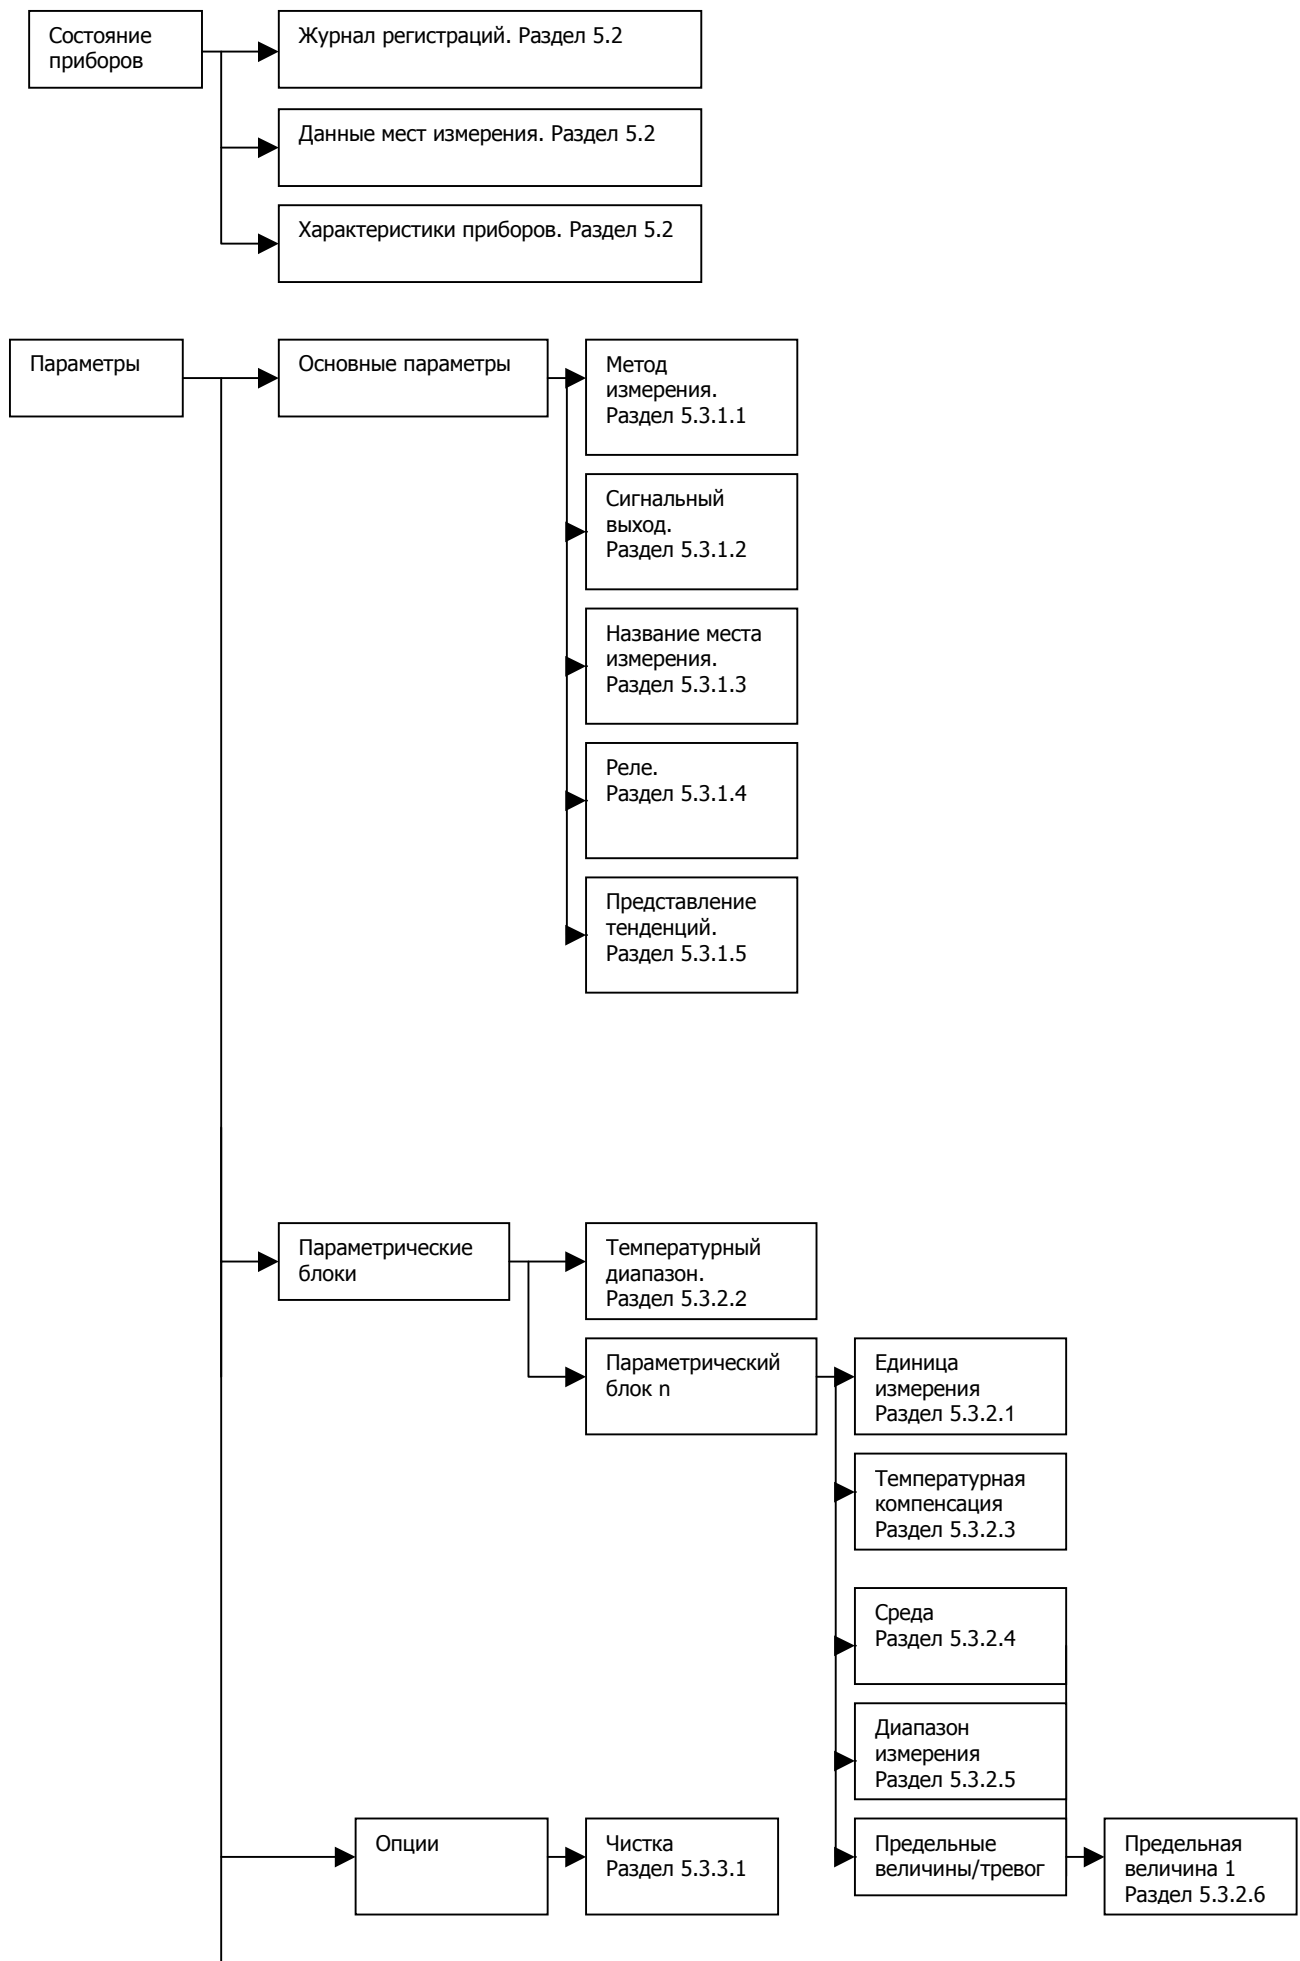 Состояние
приборов
Журнал регистраций. Раздел 5.2
Данные мест измерения. Раздел 5.2
Характеристики приборов. Раздел 5.2
Параметры
Основные параметры
Метод
измерения.
Раздел 5.3.1.1
Сигнальный
выход.
Раздел 5.3.1.2
Название места
измерения.
Раздел 5.3.1.3
Реле.
Раздел 5.3.1.4
Представление
тенденций.
Раздел 5.3.1.5
Параметрические
блоки
Температурный
диапазон.
Раздел 5.3.2.2
Параметрический
блок n
Единица
измерения
Раздел 5.3.2.1
Температурная
компенсация
Раздел 5.3.2.3
Среда
Раздел 5.3.2.4
Диапазон
измерения
Раздел 5.3.2.5
Опции
Чистка
Раздел 5.3.3.1
Предельные
величины/тревог
Предельная
величина 1
Раздел 5.3.2.6